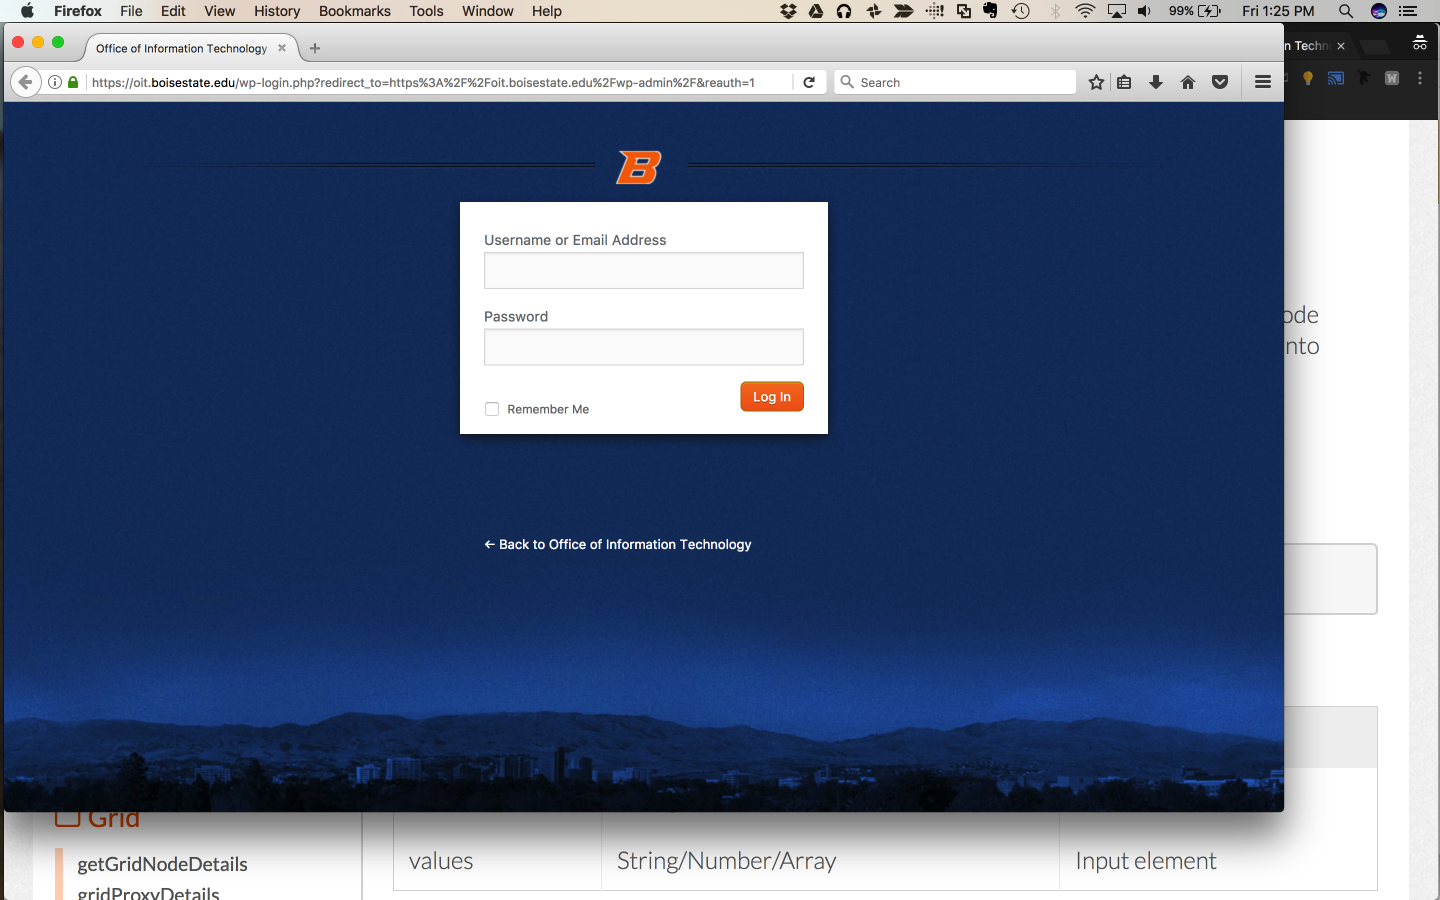 Firefox File Edit View History Bookmarks Tools Window Help 99% Fri 1:25 PM
Office of Information Technology
n Techn
https://oit.boisestate.edu/wp-login.php?redirect_to=https%3A%2F%2Foit.boisestate.edu%2Fwp-admin%2F&reauth=1 Search
W
B
Username or Email Address
Password
Remember Me
Log In
← Back to Office of Information Technology
ode
nto
Grid
getGridNodeDetails
gridProxyDetails
values String/Number/Array Input element